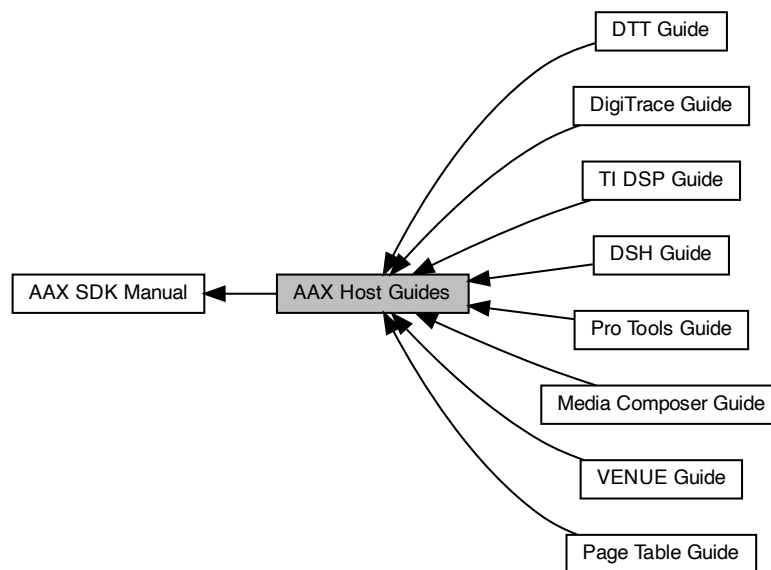 DTT Guide
DigiTrace Guide
TI DSP Guide
DSH Guide
AAX SDK Manual
AAX Host Guides
Pro Tools Guide
Media Composer Guide
VENUE Guide
Page Table Guide